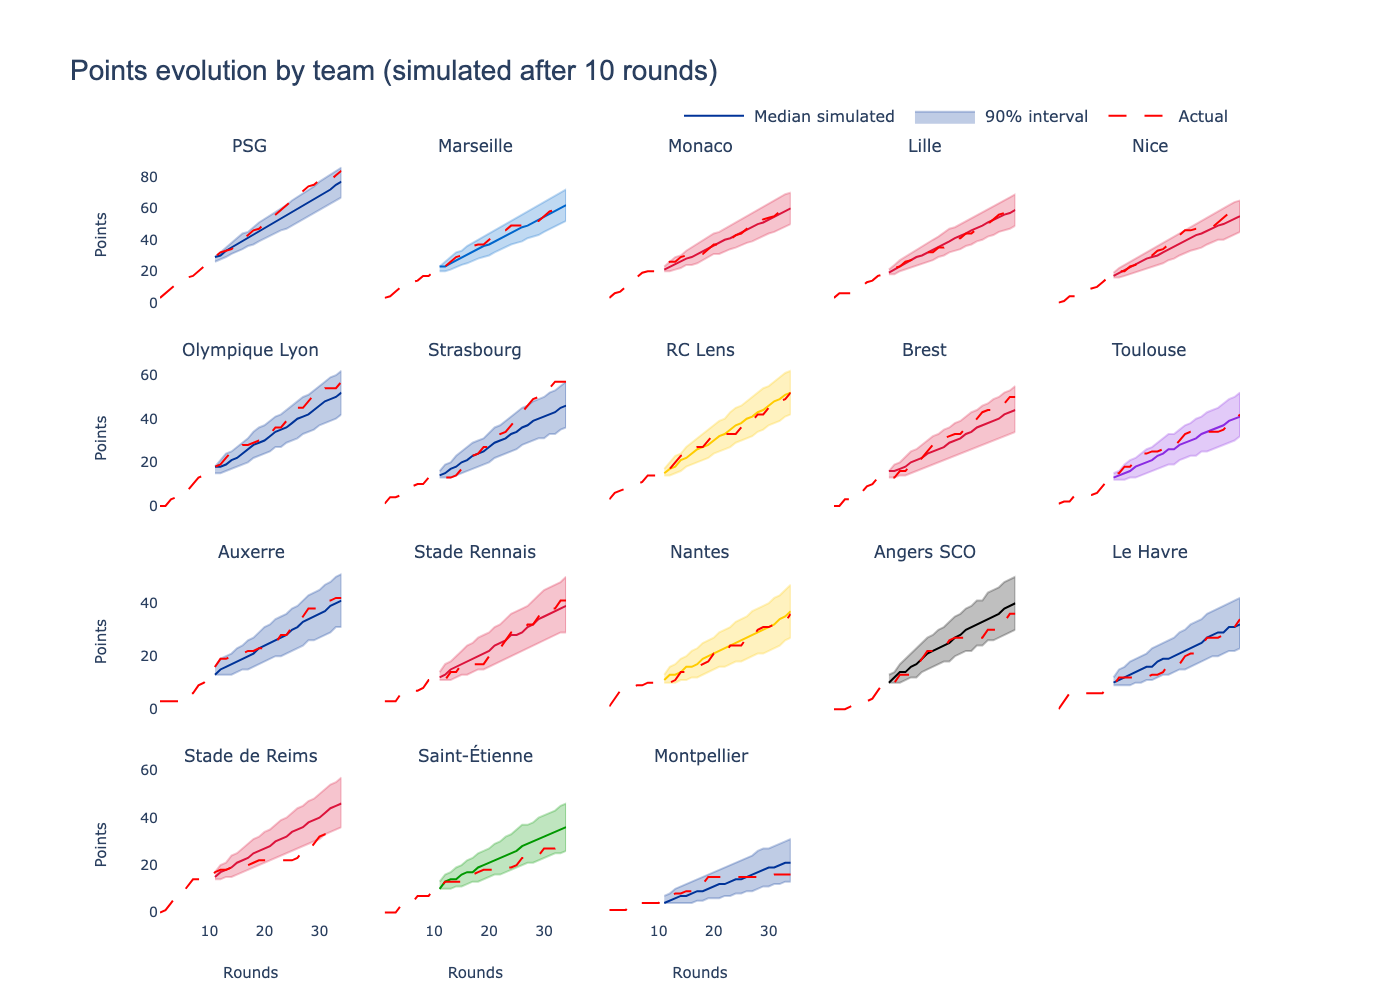 Points evolution by team (simulated after 10 rounds)
Median simulated 90% interval Actual
PSG Marseille Monaco Lille Nice
80
60
40
20
0
Points
Olympique Lyon Strasbourg RC Lens Brest Toulouse
60
40
20
0
Points
Auxerre Stade Rennais Nantes Angers SCO Le Havre
40
20
0
Points
Stade de Reims Saint-Étienne Montpellier
60
40
20
0
Points
10 20 30 10 20 30 10 20 30
Rounds Rounds Rounds